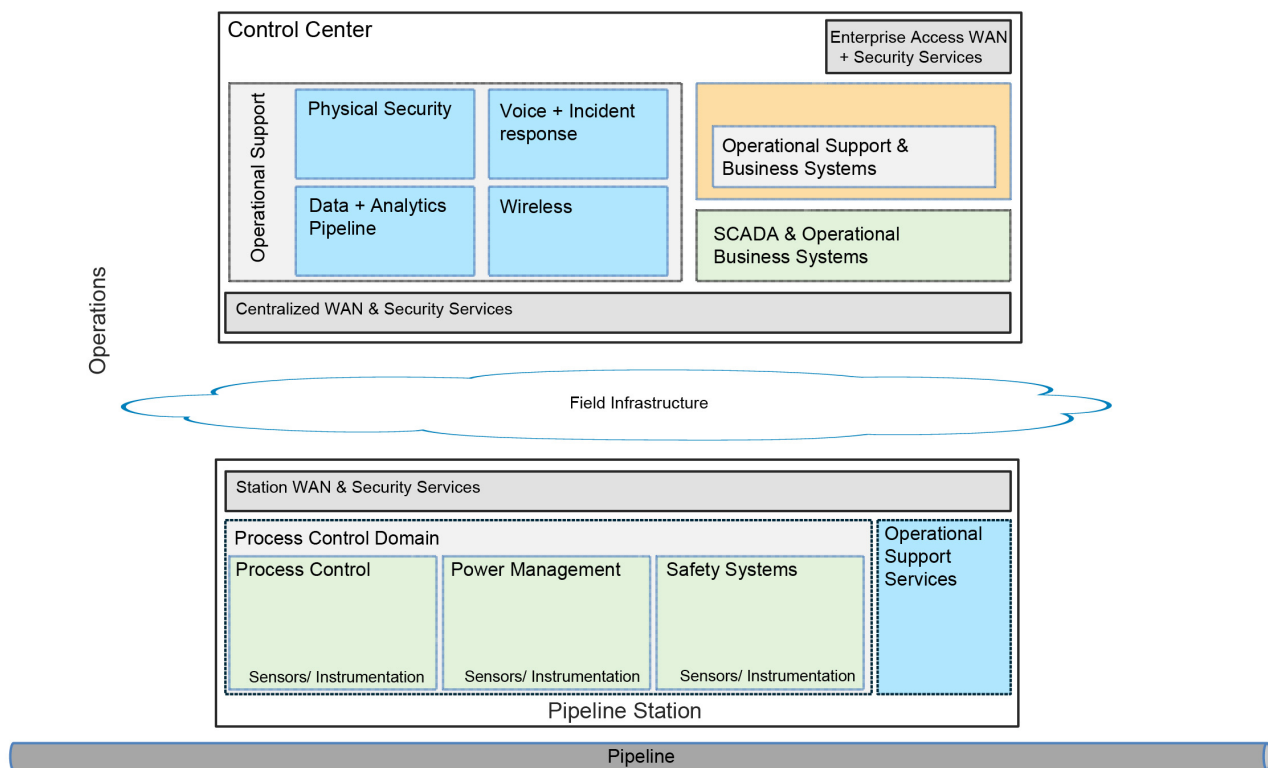 Control Center
Enterprise Access WAN
+ Security Services
Operational Support
Physical Security
Voice + Incident
response
Data + Analytics
Pipeline
Wireless
Operational Support &
Business Systems
SCADA & Operational
Business Systems
Centralized WAN & Security Services
Operations
Field Infrastructure
Station WAN & Security Services
Process Control Domain
Process Control
Sensors/ Instrumentation
Power Management
Sensors/ Instrumentation
Safety Systems
Sensors/ Instrumentation
Operational
Support
Services
Pipeline Station
Pipeline